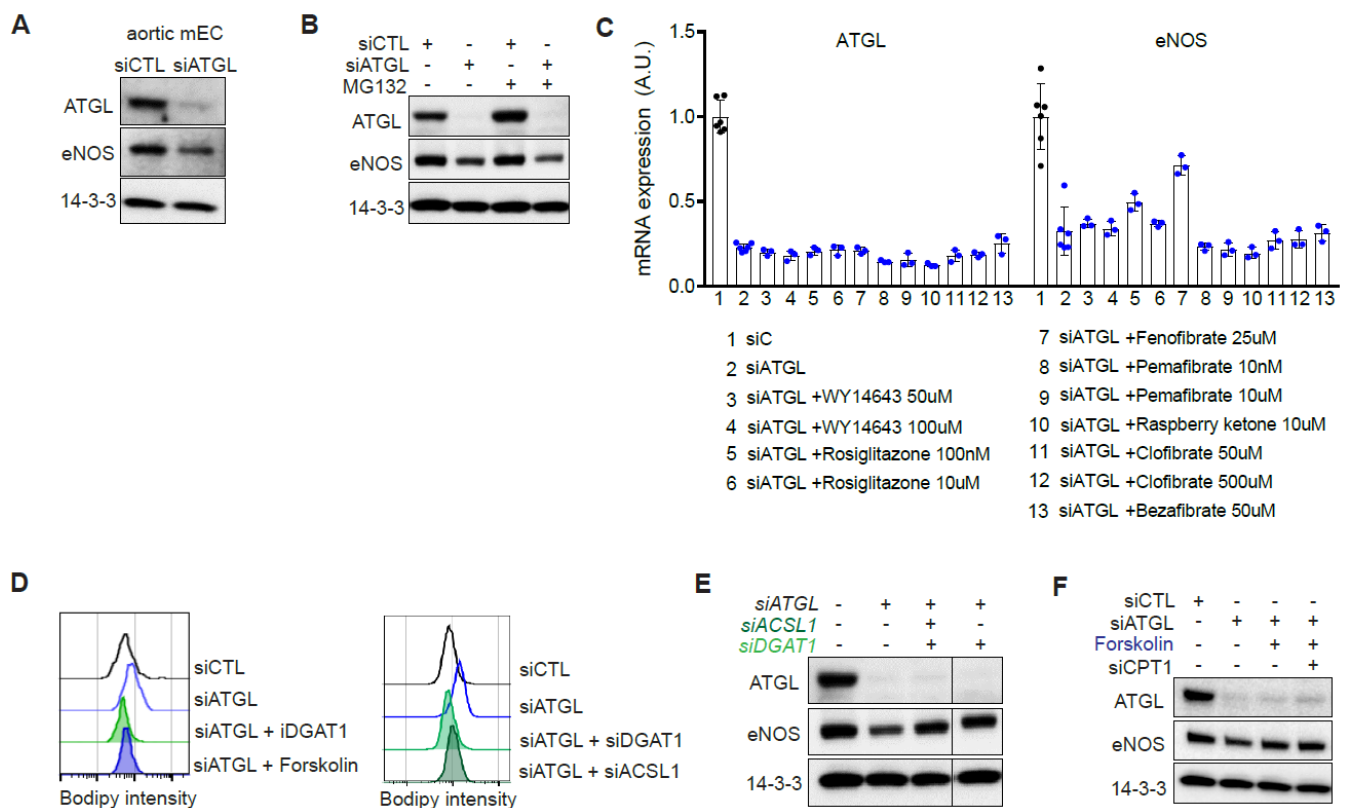 A
aortic mEC
siCTL siATGL
ATGL
eNOS
14-3-3
B
siCTL + - + -
siATGL - + - +
MG132 - - + +
ATGL
eNOS
14-3-3
C
ATGL eNOS
mRNA expression (A.U.)
1.5
1.0
0.5
0.0
1 2 3 4 5 6 7 8 9 10 11 12 13 1 2 3 4 5 6 7 8 9 10 11 12 13
1 siC
2 siATGL
3 siATGL +WY14643 50uM
4 siATGL +WY14643 100uM
5 siATGL +Rosiglitazone 100nM
6 siATGL +Rosiglitazone 10uM
7 siATGL +Fenofibrate 25uM
8 siATGL +Pemafibrate 10nM
9 siATGL +Pemafibrate 10uM
10 siATGL +Raspberry ketone 10uM
11 siATGL +Clofibrate 50uM
12 siATGL +Clofibrate 500uM
13 siATGL +Bezafibrate 50uM
D
siCTL
siATGL
siATGL + iDGAT1
siATGL + Forskolin
Bodipy intensity
siCTL
siATGL
siATGL + siDGAT1
siATGL + siACSL1
Bodipy intensity
E
siATGL - + + +
siACSL1 - - + -
siDGAT1 - - + +
ATGL
eNOS
14-3-3
F
siCTL + - - -
siATGL - + + +
Forskolin - - + +
siCPT1 - - - +
ATGL
eNOS
14-3-3